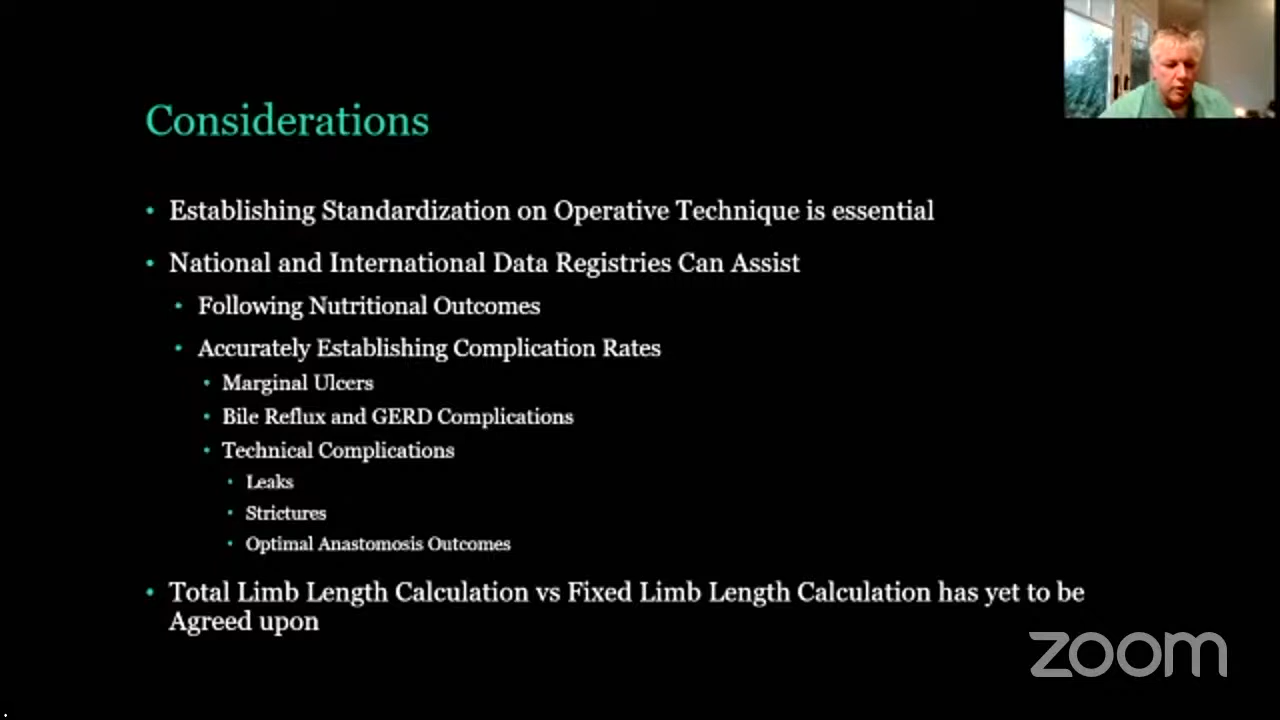 Considerations
• Establishing Standardization on Operative Technique is essential
• National and International Data Registries Can Assist
• Following Nutritional Outcomes
• Accurately Establishing Complication Rates
• Marginal Ulcers
• Bile Reflux and GERD Complications
• Technical Complications
• Leaks
• Strictures
• Optimal Anastomosis Outcomes
• Total Limb Length Calculation vs Fixed Limb Length Calculation has yet to be
Agreed upon
zoom